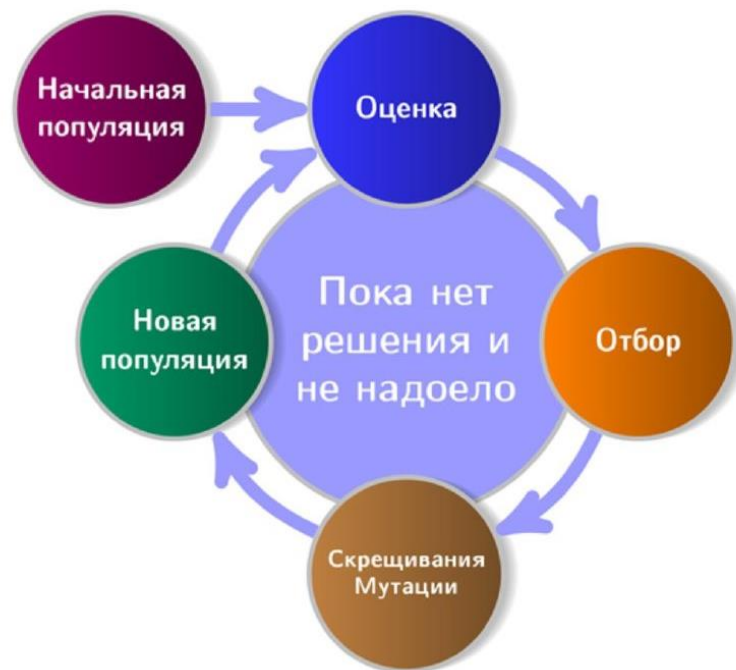 Начальная
популяция
Оценка
Пока нет
решения и
не надоело
Новая
популяция
Отбор
Скрещивания
Мутации